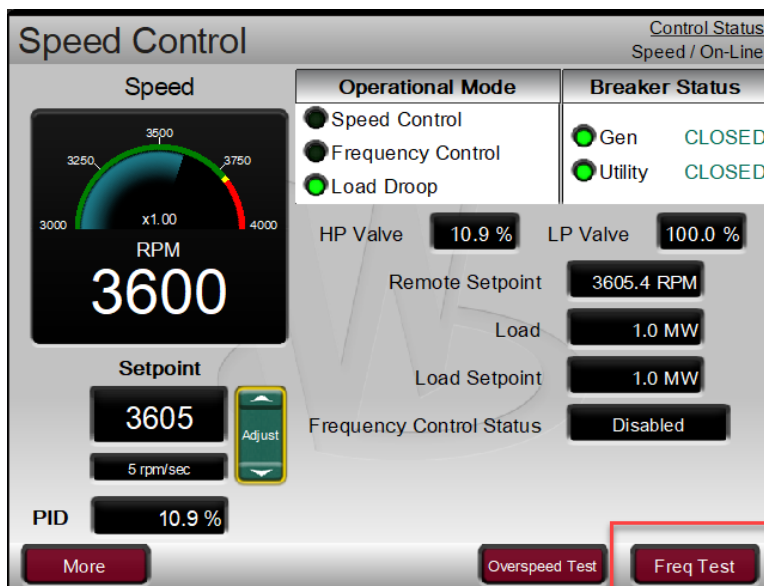 Speed Control
Control Status
Speed / On-Line
Speed
3000
3250
3500
3750
4000
x1.00
RPM
3600
Setpoint
3605
Adjust
5 rpm/sec
PID 10.9 %
Operational Mode
Speed Control
Frequency Control
Load Droop
Breaker Status
Gen CLOSED
Utility CLOSED
HP Valve 10.9 % LP Valve 100.0 %
Remote Setpoint 3605.4 RPM
Load 1.0 MW
Load Setpoint 1.0 MW
Frequency Control Status Disabled
More Overspeed Test Freq Test